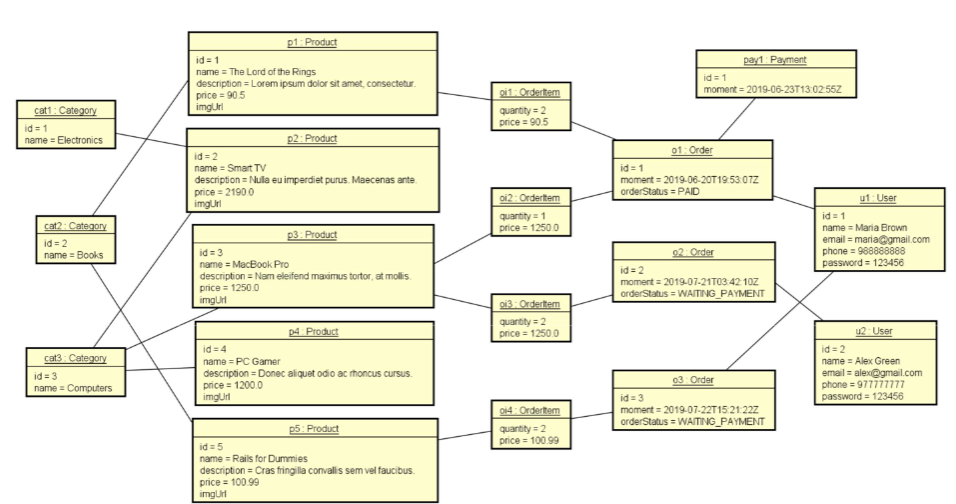 cat1 : Category
id = 1
name = Electronics
cat2 : Category
id = 2
name = Books
cat3 : Category
id = 3
name = Computers
p1 : Product
id = 1
name = The Lord of the Rings
description = Lorem ipsum dolor sit amet, consectetur.
price = 90.5
imgUrl
p2 : Product
id = 2
name = Smart TV
description = Nulla eu imperdiet purus. Maecenas ante.
price = 2190.0
imgUrl
p3 : Product
id = 3
name = MacBook Pro
description = Nam eleifend maximus tortor, at mollis.
price = 1250.0
imgUrl
p4 : Product
id = 4
name = PC Gamer
description = Donec aliquet odio ac rhoncus cursus.
price = 1200.0
imgUrl
p5 : Product
id = 5
name = Rails for Dummies
description = Cras fringilla convallis sem vel faucibus.
price = 100.99
imgUrl
oi1 : OrderItem
quantity = 2
price = 90.5
oi2 : OrderItem
quantity = 1
price = 1250.0
oi3 : OrderItem
quantity = 2
price = 1250.0
oi4 : OrderItem
quantity = 2
price = 100.99
pay1 : Payment
id = 1
moment = 2019-06-23T13:02:55Z
o1 : Order
id = 1
moment = 2019-06-20T19:53:07Z
orderStatus = PAID
o2 : Order
id = 2
moment = 2019-07-21T03:42:10Z
orderStatus = WAITING_PAYMENT
o3 : Order
id = 3
moment = 2019-07-22T15:21:22Z
orderStatus = WAITING_PAYMENT
u1 : User
id = 1
name = Maria Brown
email = maria@gmail.com
phone = 988888888
password = 123456
u2 : User
id = 2
name = Alex Green
email = alex@gmail.com
phone = 977777777
password = 123456